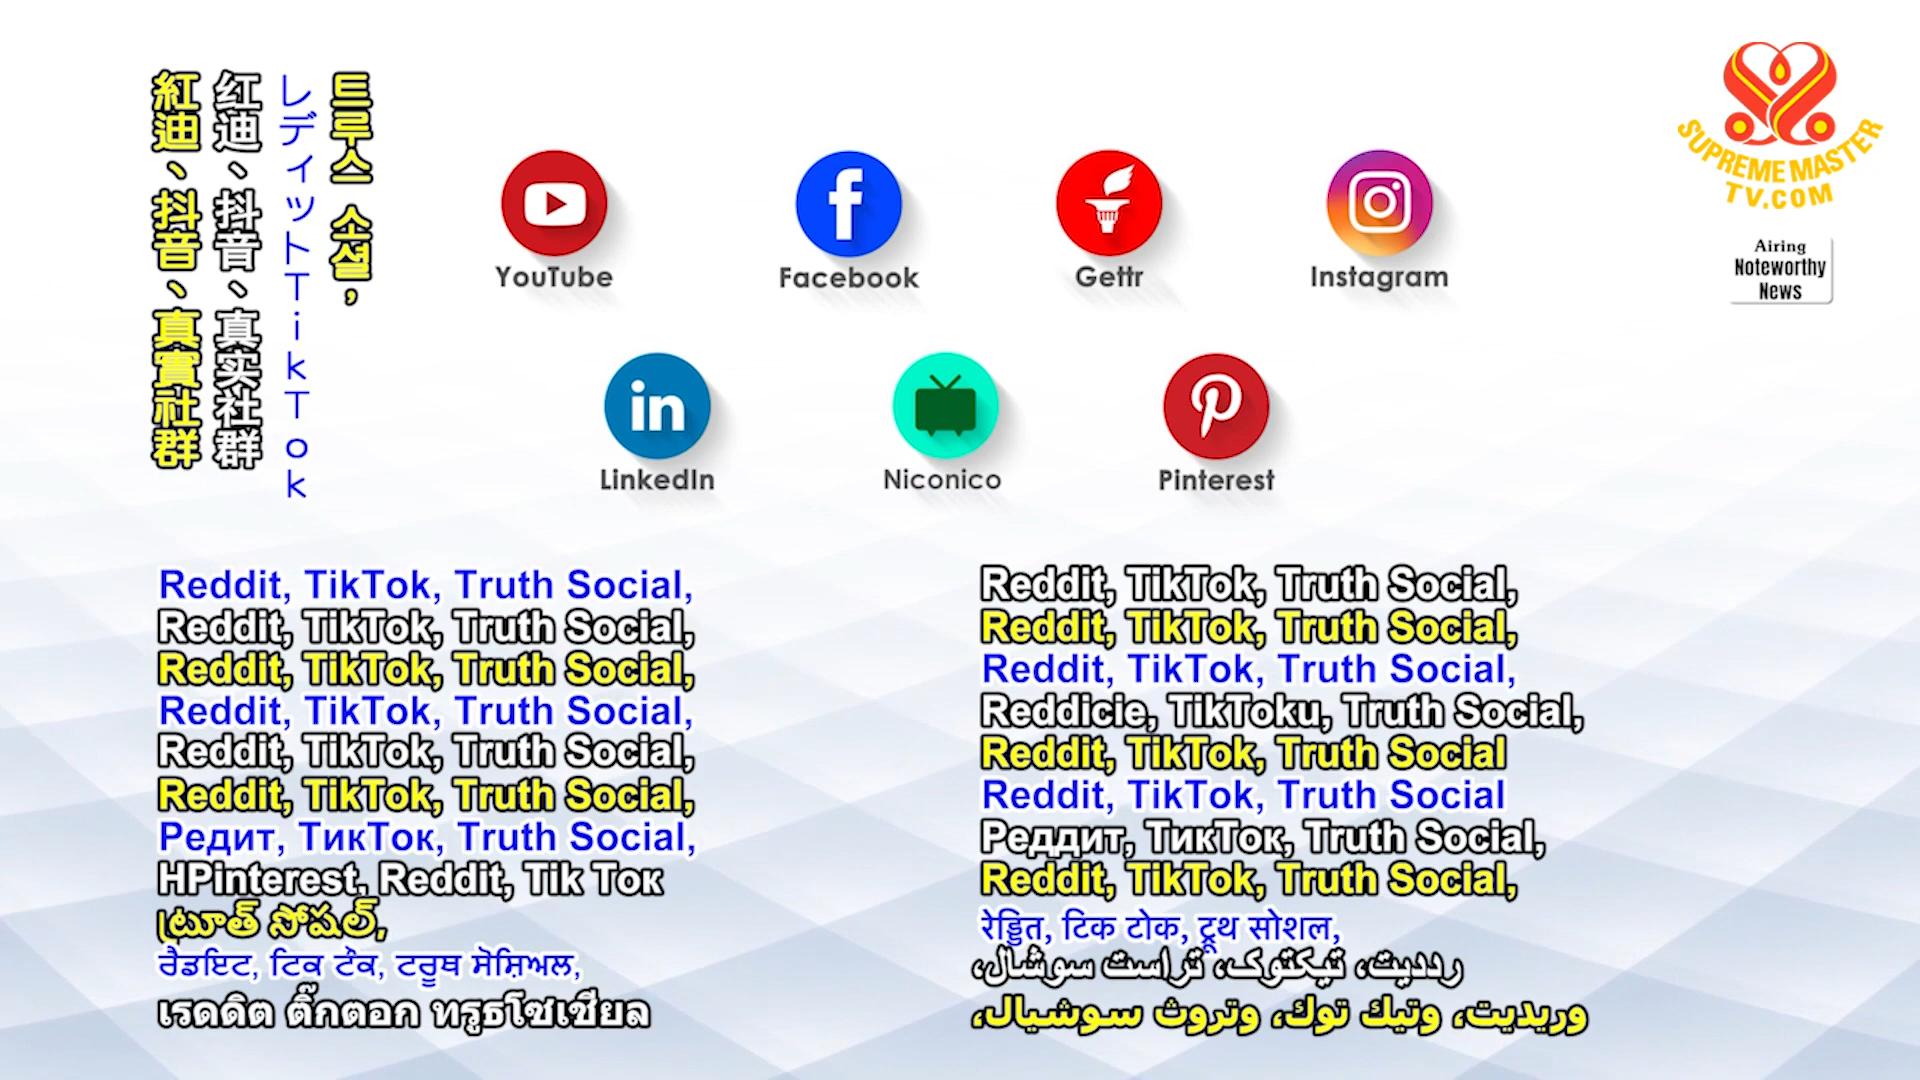 紅迪、抖音、真實社群
红迪、抖音、真实社群
レディットTikTok
트루스 소셜,
YouTube
Facebook
Gettr
Instagram
SUPREME MASTER
TV.COM
Airing
Noteworthy
News
LinkedIn
Niconico
Pinterest
Reddit, TikTok, Truth Social,
Reddit, TikTok, Truth Social,
Reddit, TikTok, Truth Social,
Reddit, TikTok, Truth Social,
Reddit, TikTok, Truth Social,
Reddit, TikTok, Truth Social,
Редит, ТикТок, Truth Social,
HPinterest, Reddit, Tik Ток
ట్రూత్ సోషల్,
ਰੈਡਇਟ, ਟਿਕ ਟੌਕ, ਟਰੂਥ ਸੋਸ਼ਿਅਲ,
เรดดิต ติ๊กตอก ทรูธโซเชียล
Reddit, TikTok, Truth Social,
Reddit, TikTok, Truth Social,
Reddit, TikTok, Truth Social,
Reddicie, TikToku, Truth Social,
Reddit, TikTok, Truth Social
Reddit, TikTok, Truth Social
Реддит, ТикТок, Truth Social,
Reddit, TikTok, Truth Social,
रेड्डित, टिक टोक, ट्रूथ सोशल,
رددیت، تیکتوک، تراست سوشال،
وريديت، وتيك توك، وتروث سوشيال،